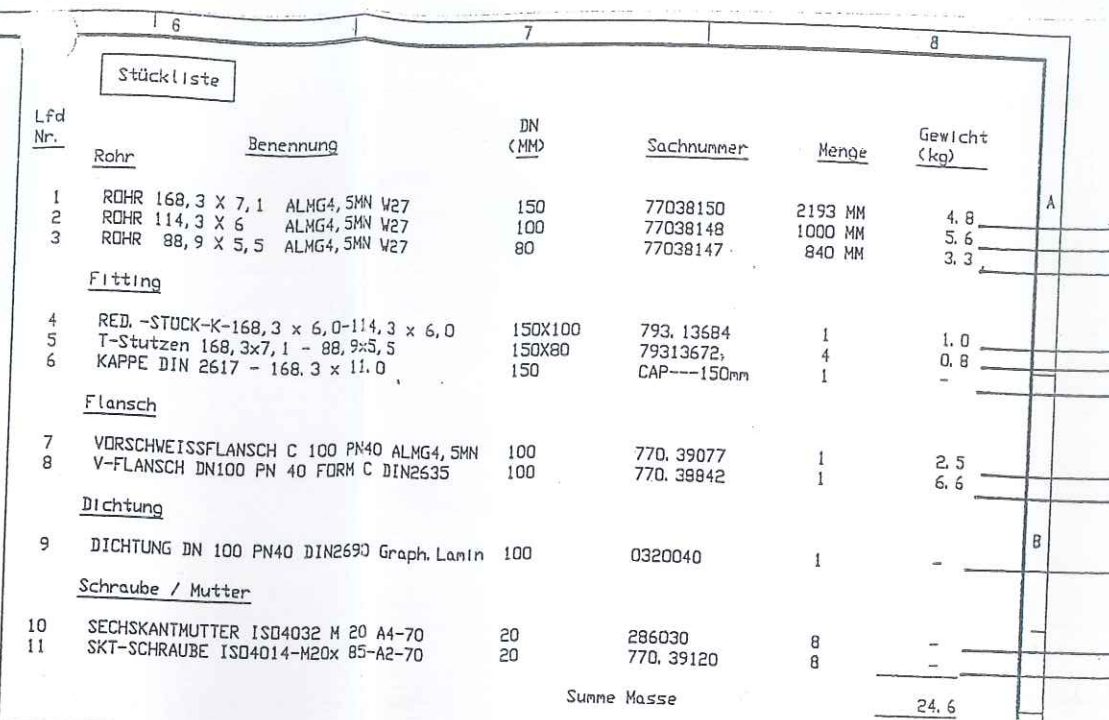 6 7 8
Stückliste
Lfd Nr. Benennung DN (MM) Sachnummer Menge Gewicht (kg)
Rohr
1 ROHR 168,3 X 7,1 ALMG4,5MN W27 150 77038150 2193 MM 4.8
2 ROHR 114,3 X 6 ALMG4,5MN W27 100 77038148 1000 MM 5.6
3 ROHR 88,9 X 5,5 ALMG4,5MN W27 80 77038147 840 MM 3.3
A
Fitting
4 RED.-STÜCK-K-168,3 x 6,0-114,3 x 6,0 150X100 793.13684 1 1.0
5 T-Stutzen 168,3x7,1 - 88,9x5,5 150X80 79313672, 4 0.8
6 KAPPE DIN 2617 - 168.3 x 11.0 150 CAP---150mm 1 -
Flansch
7 VORSCHWEISSFLANSCH C 100 PN40 ALMG4,5MN 100 770.39077 1 2.5
8 V-FLANSCH DN100 PN 40 FORM C DIN2635 100 770.38842 1 6.6
Dichtung
9 DICHTUNG DN 100 PN40 DIN2690 Graph.Lamin 100 0320040 1 -
B
Schraube / Mutter
10 SECHSKANTMUTTER ISO4032 M 20 A4-70 20 286030 8 -
11 SKT-SCHRAUBE ISO4014-M20x 85-A2-70 20 770.39120 8 -
Summe Masse 24.6